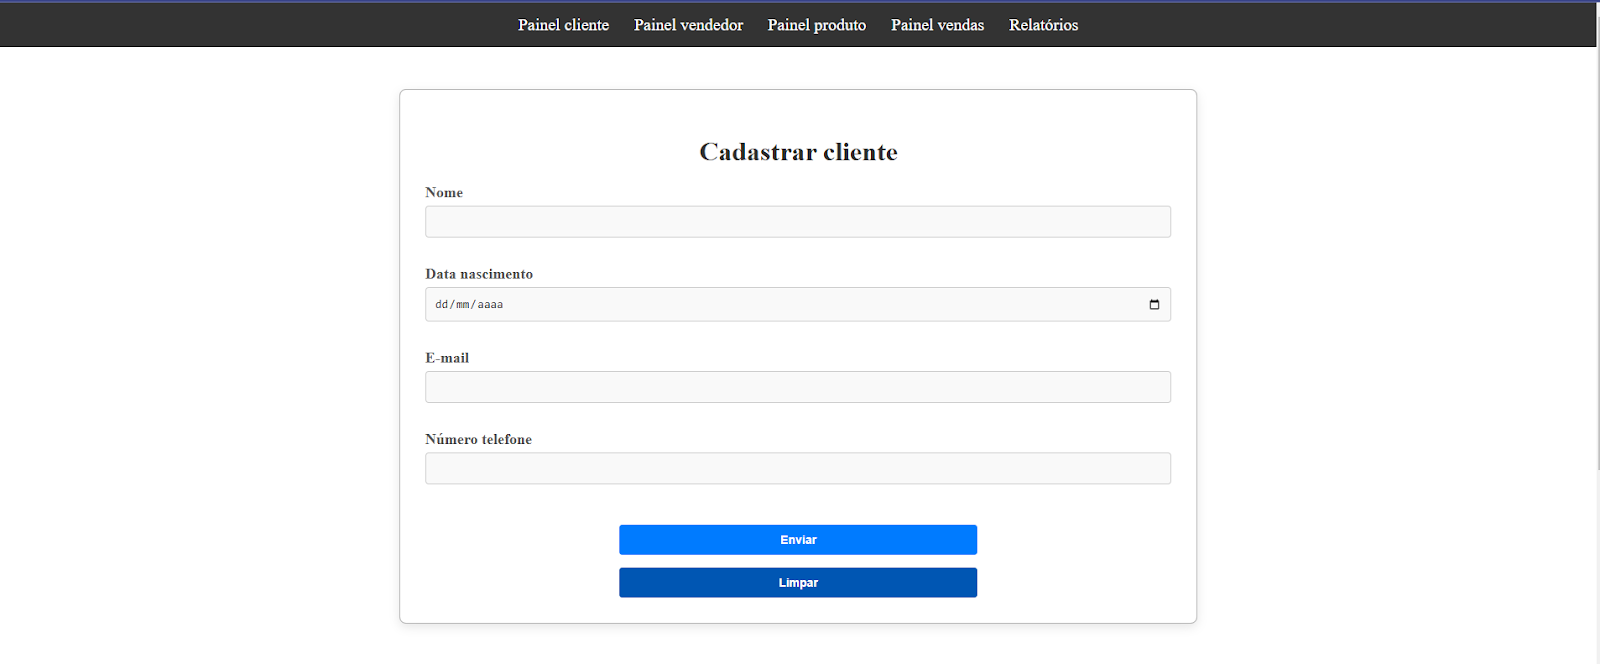 Painel cliente Painel vendedor Painel produto Painel vendas Relatórios
Cadastrar cliente
Nome
Data nascimento
dd/mm/aaaa
E-mail
Número telefone
Enviar
Limpar